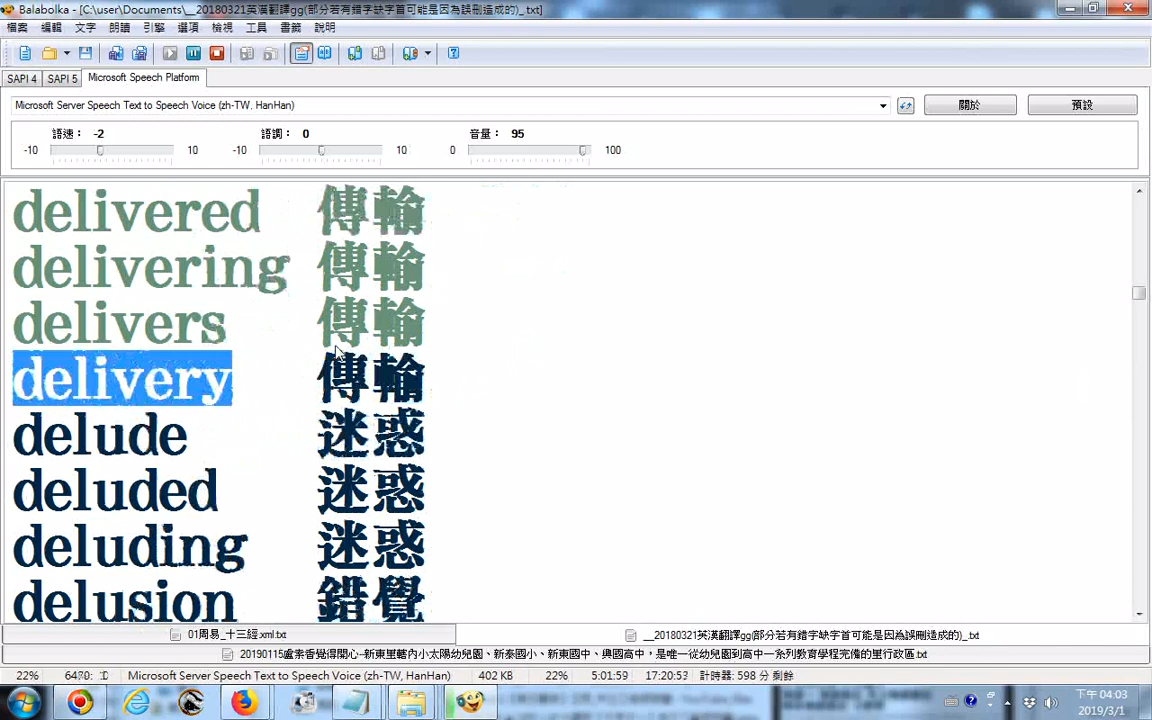 Balabolka - [C:\user\Documents\__20180321英漢翻譯gg(部分若有錯字缺字首可能是因為誤刪造成的)_.txt]
檔案 編輯 文字 朗讀 引擎 選項 檢視 工具 書籤 說明
SAPI 4 SAPI 5 Microsoft Speech Platform
Microsoft Server Speech Text to Speech Voice (zh-TW, HanHan) 關於 預設
語速： -2 語調： 0 音量： 95
-10 10 -10 10 0 100
delivered 傳輸
delivering 傳輸
delivers 傳輸
delivery 傳輸
delude 迷惑
deluded 迷惑
deluding 迷惑
delusion 錯覺
01周易_十三經.xml.txt __20180321英漢翻譯gg(部分若有錯字缺字首可能是因為誤刪造成的)_.txt
20190115盧素香覺得開心-新東里轄內小太陽幼兒園、新泰國小、新東國中、興國高中，是唯一從幼兒園到高中一系列教育學程完備的里行政區.txt
22% Microsoft Server Speech Text to Speech Voice (zh-TW, HanHan) 402 KB 22% 5:01:59 17:20:53 計時器: 598 分 剩餘
下午 04:03
2019/3/1